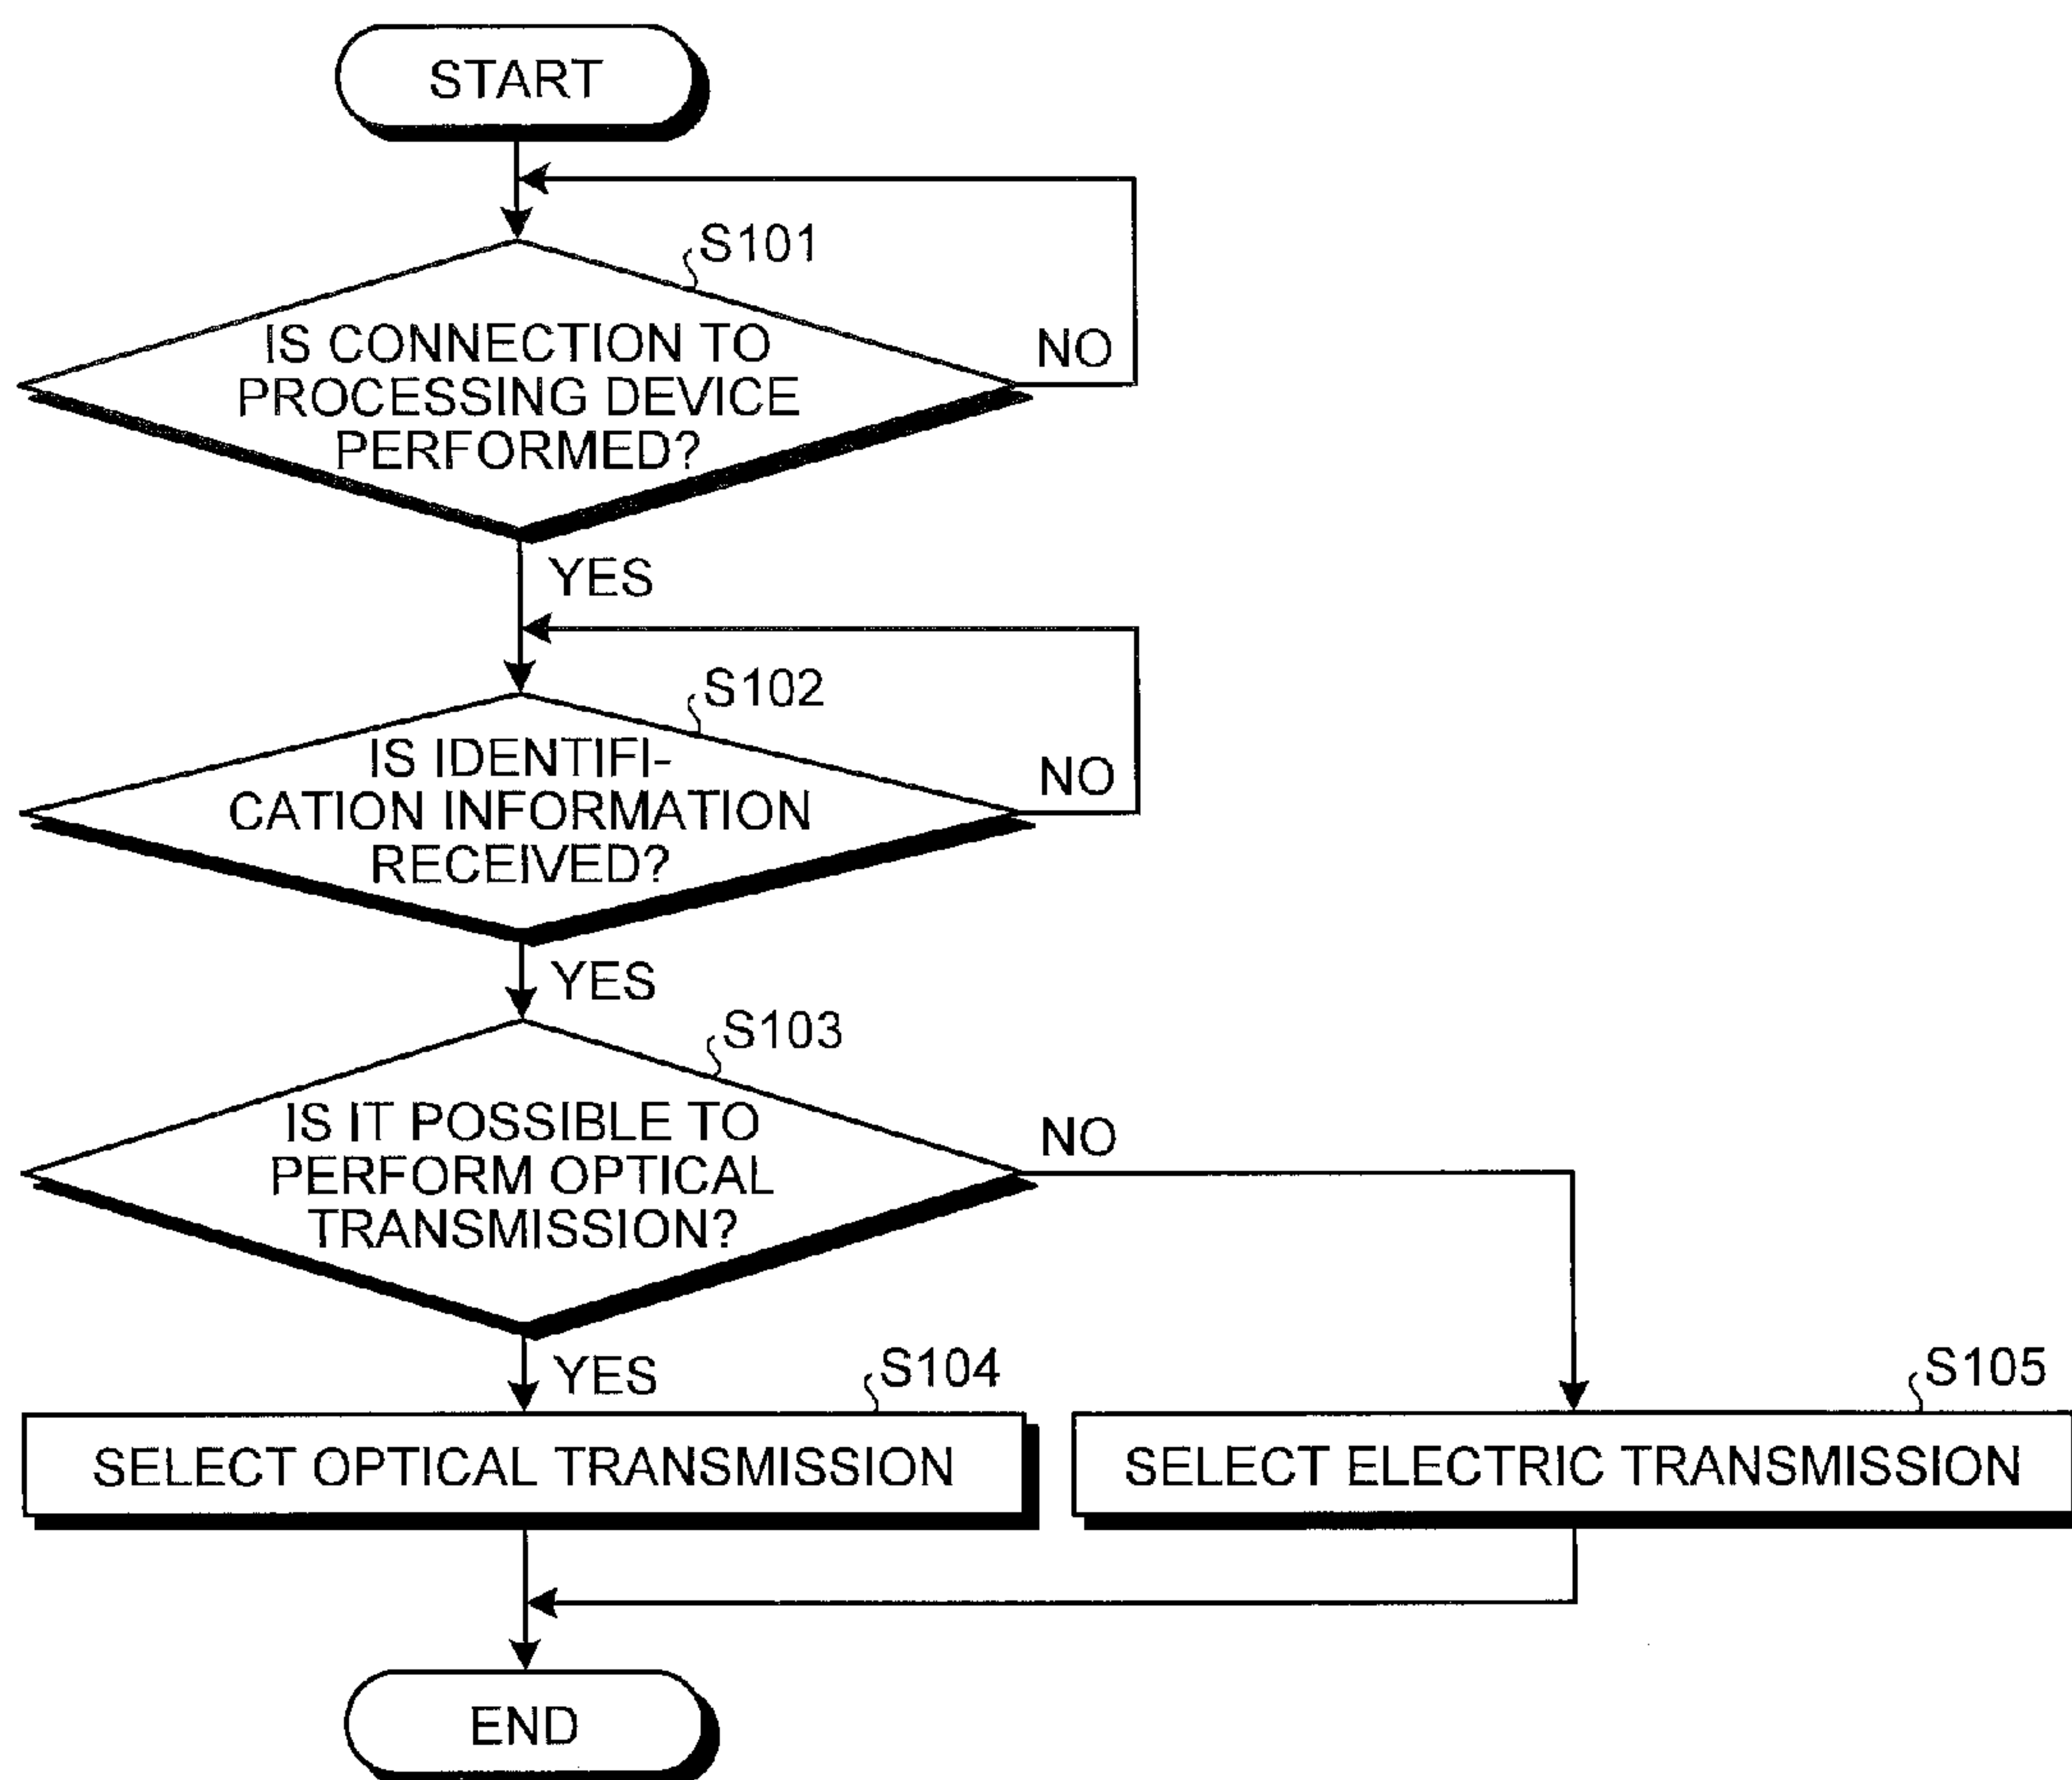 START
S101
IS CONNECTION TO
PROCESSING DEVICE
PERFORMED?
NO
YES
S102
IS IDENTIFI-
CATION INFORMATION
RECEIVED?
NO
YES
S103
IS IT POSSIBLE TO
PERFORM OPTICAL
TRANSMISSION?
NO
YES
S104
SELECT OPTICAL TRANSMISSION
S105
SELECT ELECTRIC TRANSMISSION
END